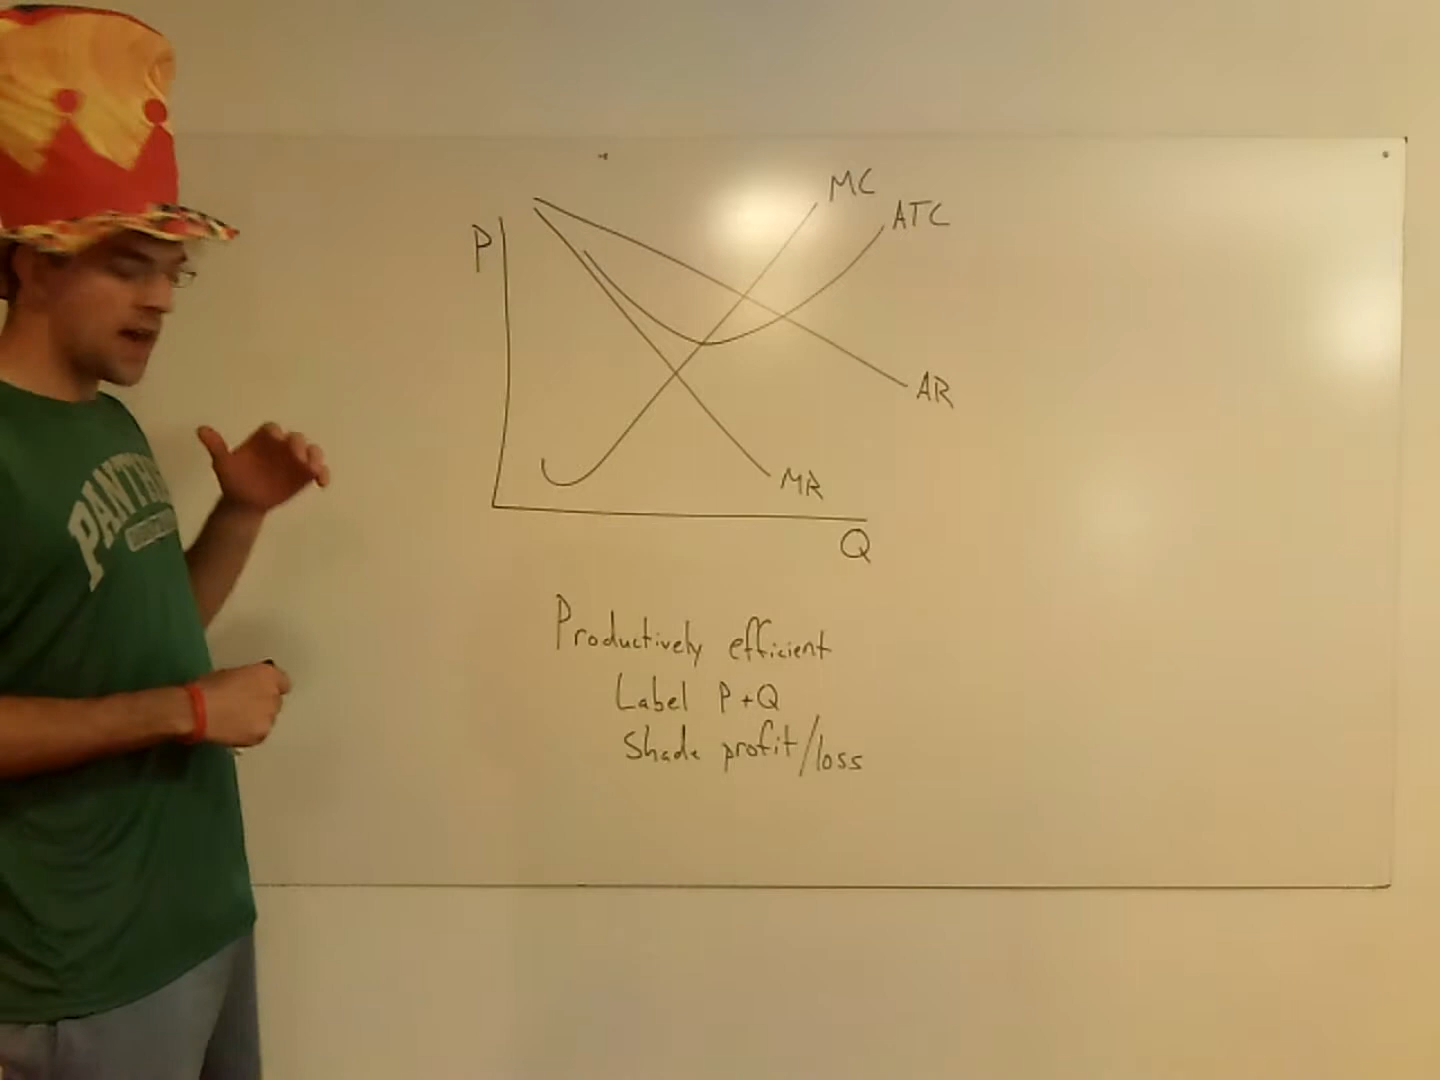 MC
ATC
P
AR
MR
Q
Productively efficient
Label P+Q
Shade profit/loss